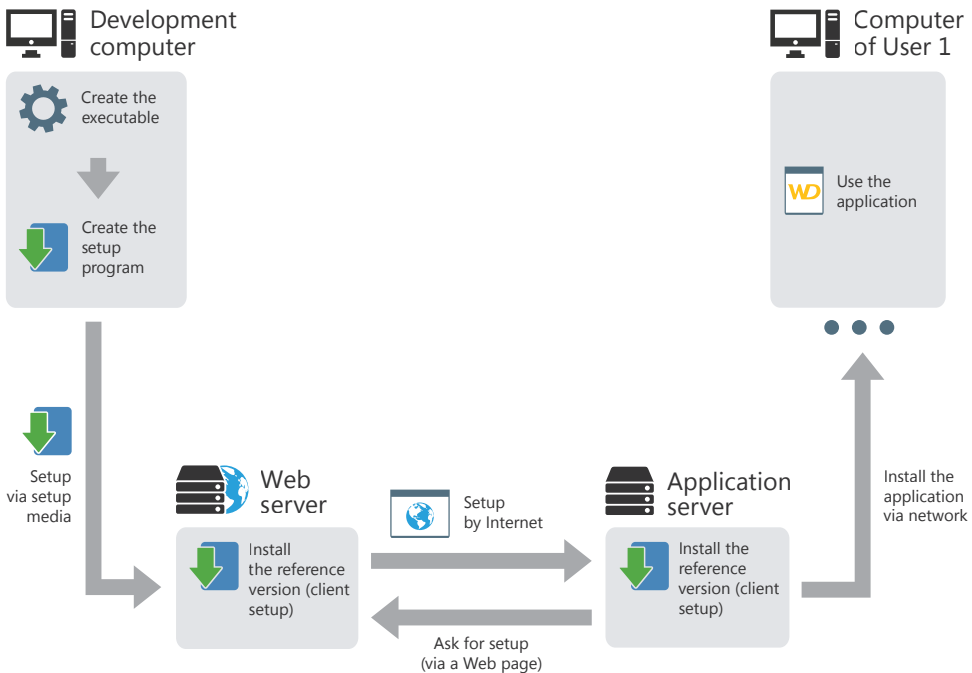 Development
computer
Create the
executable
Create the
setup
program
Computer
of User 1
WD
Use the
application
Setup
via setup
media
Web
server
Install
the reference
version (client
setup)
Setup
by Internet
Ask for setup
(via a Web page)
Application
server
Install the
reference
version (client
setup)
Install the
application
via network